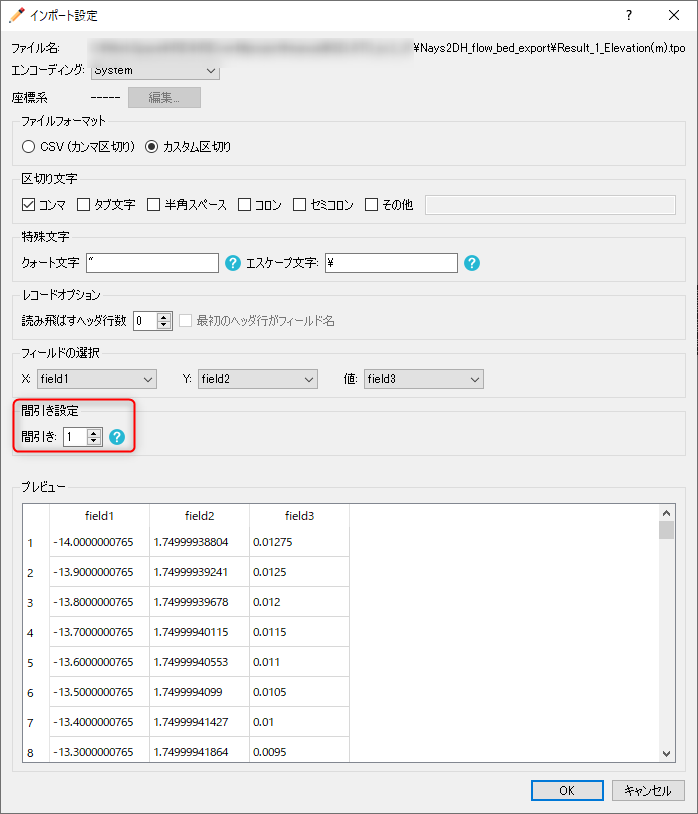 インポート設定
?
ファイル名: ¥Nays2DH_flow_bed_export¥Result_1_Elevation(m).tpo
エンコーディング: System
座標系 ----- 編集...
ファイルフォーマット
CSV (カンマ区切り) カスタム区切り
区切り文字
コンマ タブ文字 半角スペース コロン セミコロン その他
特殊文字
クォート文字 " ? エスケープ文字: ¥ ?
レコードオプション
読み飛ばすヘッダ行数 0 最初のヘッダ行がフィールド名
フィールドの選択
X: field1 Y: field2 値: field3
間引き設定
間引き: 1 ?
プレビュー
field1 field2 field3
1 -14.0000000765 1.74999938804 0.01275
2 -13.9000000765 1.74999939241 0.0125
3 -13.8000000765 1.74999939678 0.012
4 -13.7000000765 1.74999940115 0.0115
5 -13.6000000765 1.74999940553 0.011
6 -13.5000000765 1.7499994099 0.0105
7 -13.4000000765 1.74999941427 0.01
8 -13.3000000765 1.74999941864 0.0095
OK キャンセル